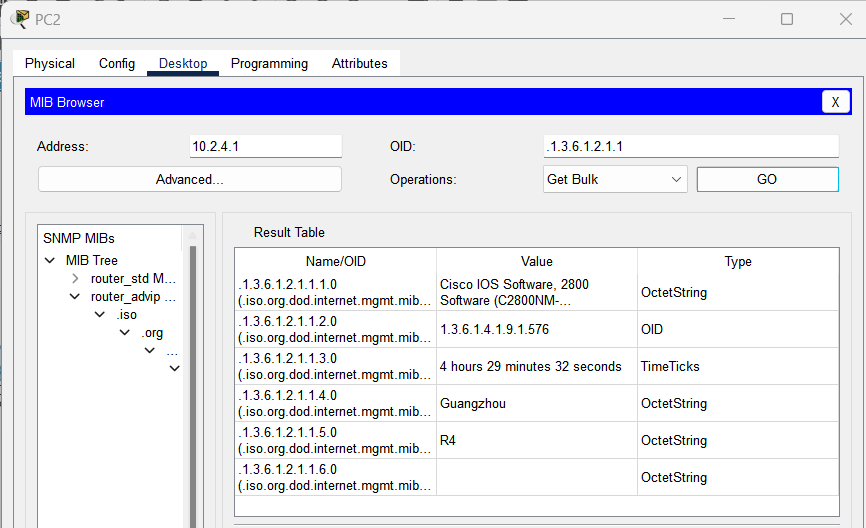 PC2
Physical Config Desktop Programming Attributes
MIB Browser X
Address: 10.2.4.1 OID: .1.3.6.1.2.1.1
Advanced... Operations: Get Bulk GO
SNMP MIBs
MIB Tree
router_std M...
router_advip ...
.iso
.org
...
Result Table
Name/OID Value Type
.1.3.6.1.2.1.1.1.0 Cisco IOS Software, 2800
(.iso.org.dod.internet.mgmt.mib... Software (C2800NM-... OctetString
.1.3.6.1.2.1.1.2.0
(.iso.org.dod.internet.mgmt.mib... 1.3.6.1.4.1.9.1.576 OID
.1.3.6.1.2.1.1.3.0
(.iso.org.dod.internet.mgmt.mib... 4 hours 29 minutes 32 seconds TimeTicks
.1.3.6.1.2.1.1.4.0
(.iso.org.dod.internet.mgmt.mib... Guangzhou OctetString
.1.3.6.1.2.1.1.5.0
(.iso.org.dod.internet.mgmt.mib... R4 OctetString
.1.3.6.1.2.1.1.6.0
(.iso.org.dod.internet.mgmt.mib... OctetString